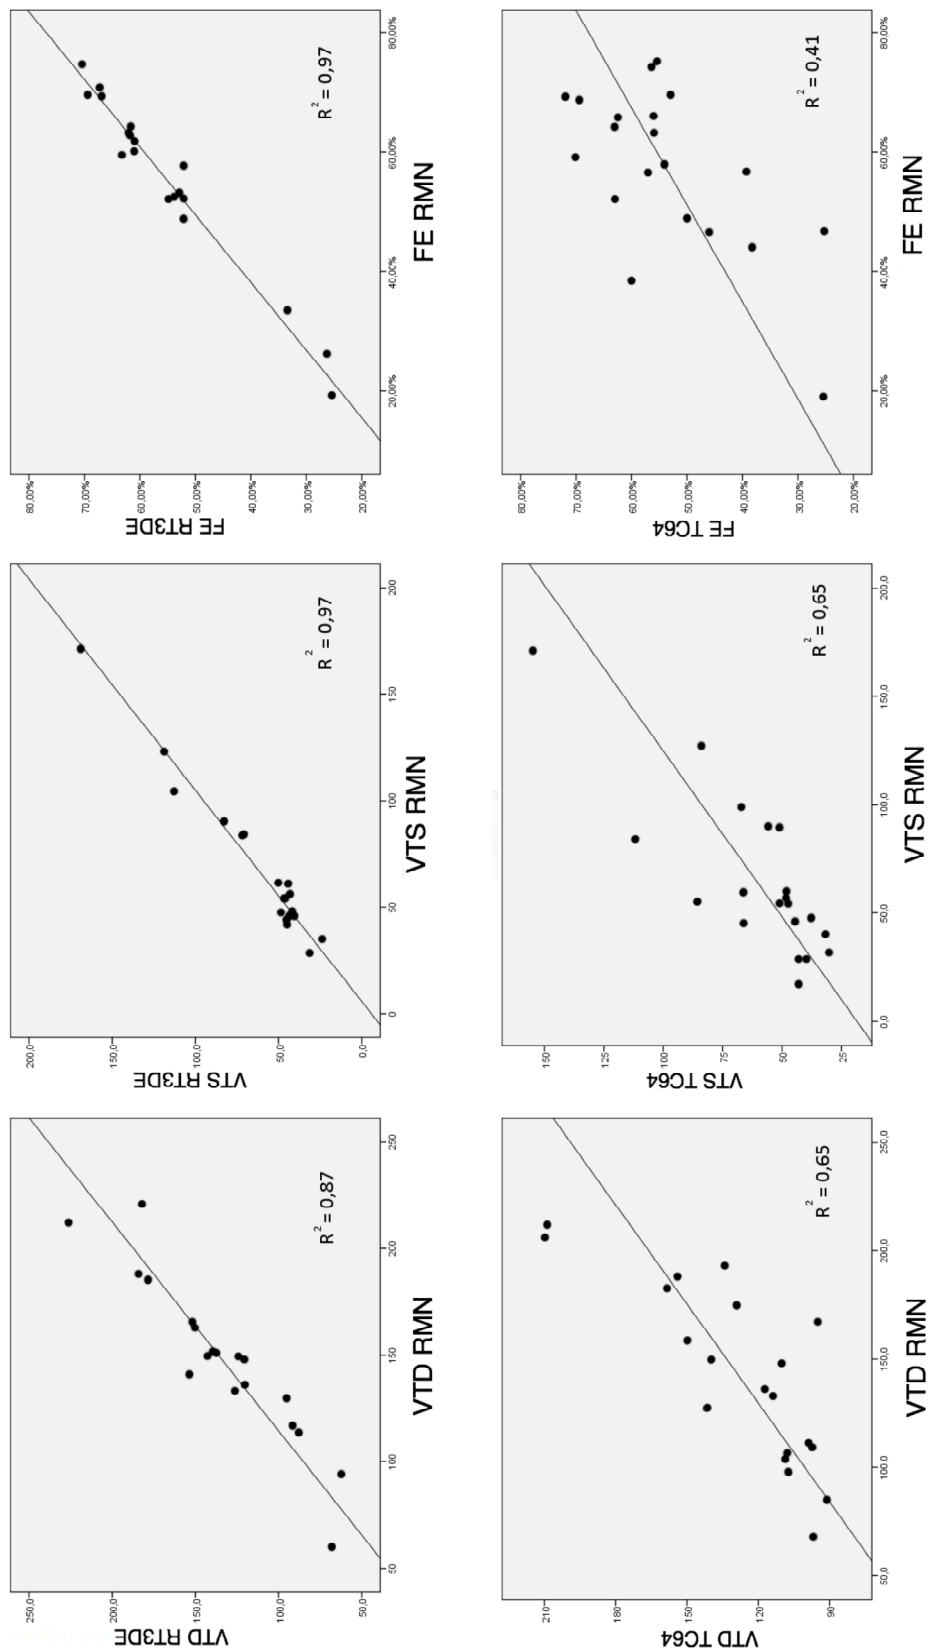 VTD RT3DE
250,0
200,0
150,0
100,0
50,0
R² = 0,87
50 100 150 200 250
VTD RMN
VTS RT3DE
200,0
150,0
100,0
50,0
0,0
R² = 0,97
0 50 100 150 200
VTS RMN
FE RT3DE
80,00%
70,00%
60,00%
50,00%
40,00%
30,00%
20,00%
R² = 0,97
20,00% 40,00% 60,00% 80,00%
FE RMN
VTD TC64
210
180
150
120
90
R² = 0,65
50,0 100,0 150,0 200,0 250,0
VTD RMN
VTS TC64
150
125
100
75
50
25
R² = 0,65
0,0 50,0 100,0 150,0 200,0
VTS RMN
FE TC64
80,00%
70,00%
60,00%
50,00%
40,00%
30,00%
20,00%
R² = 0,41
20,00% 40,00% 60,00% 80,00%
FE RMN